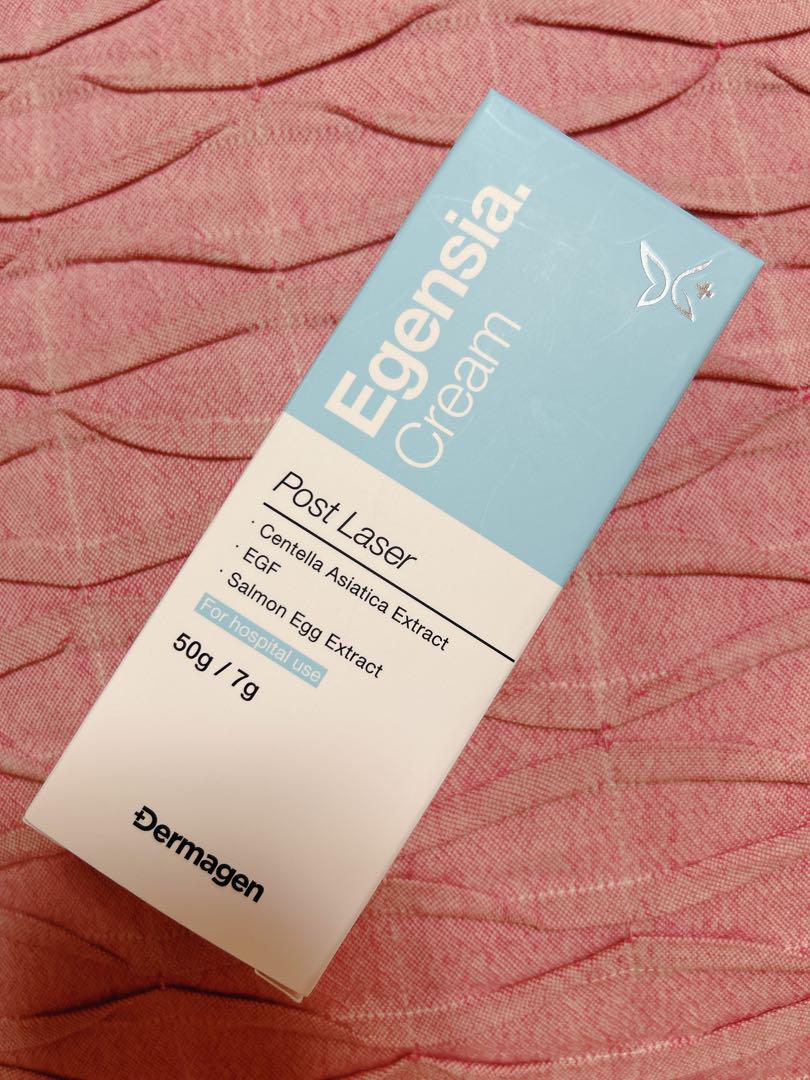 Egensia.
Cream
Post Laser
· Centella Asiatica Extract
· EGF
· Salmon Egg Extract
For hospital use
50g / 7g
Dermagen